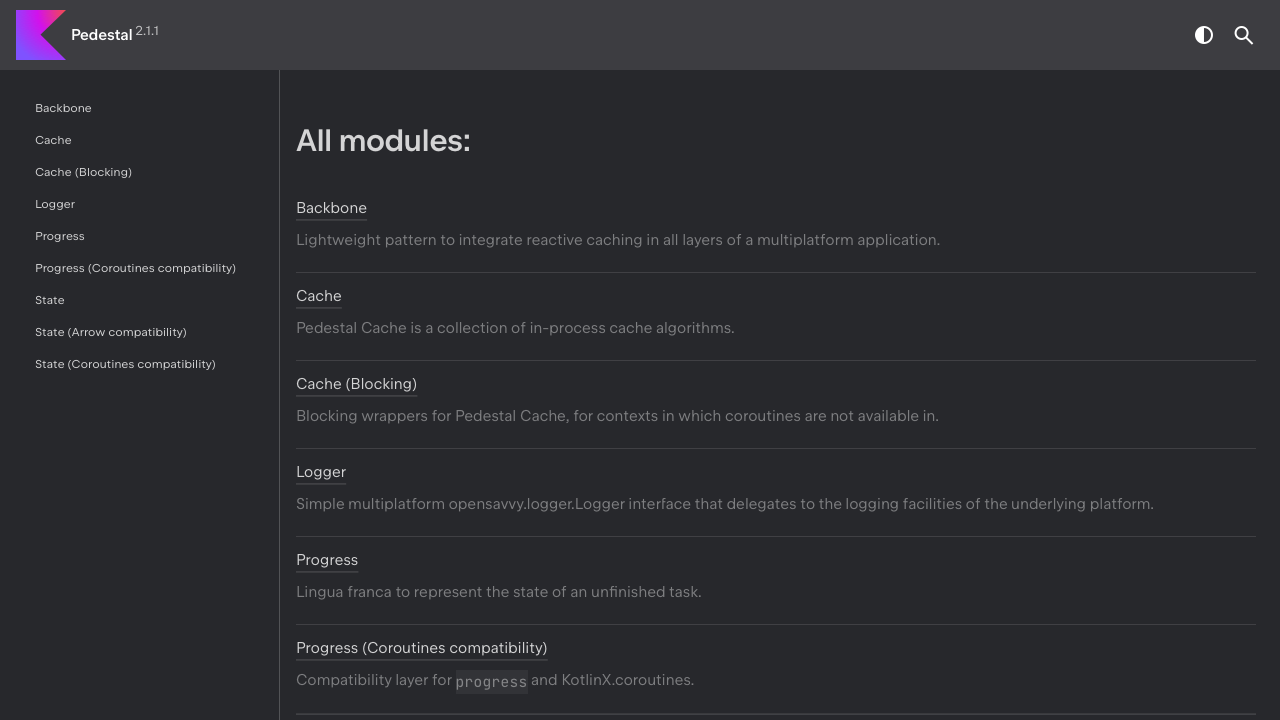 Pedestal 2.1.1
Backbone
Cache
Cache (Blocking)
Logger
Progress
Progress (Coroutines compatibility)
State
State (Arrow compatibility)
State (Coroutines compatibility)
All modules:
Backbone
Lightweight pattern to integrate reactive caching in all layers of a multiplatform application.
Cache
Pedestal Cache is a collection of in-process cache algorithms.
Cache (Blocking)
Blocking wrappers for Pedestal Cache, for contexts in which coroutines are not available in.
Logger
Simple multiplatform opensavvy.logger.Logger interface that delegates to the logging facilities of the underlying platform.
Progress
Lingua franca to represent the state of an unfinished task.
Progress (Coroutines compatibility)
Compatibility layer for progress and KotlinX.coroutines.